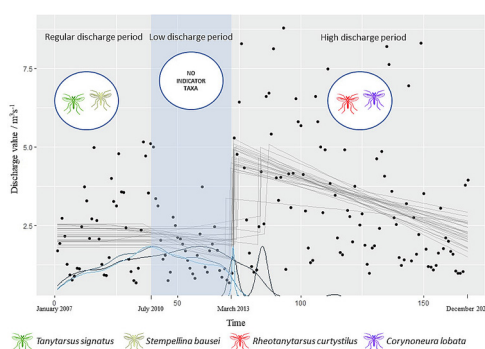 Regular discharge period Low discharge period High discharge period
NO
INDICATOR
TAXA
7.5
5.0
2.5
Discharge value / m³s⁻¹
0 50 100 150
January 2007 July 2010 March 2013 December 202
Time
Tanytarsus signatus Stempellina bausei Rheotanytarsus curtystilus Corynoneura lobata